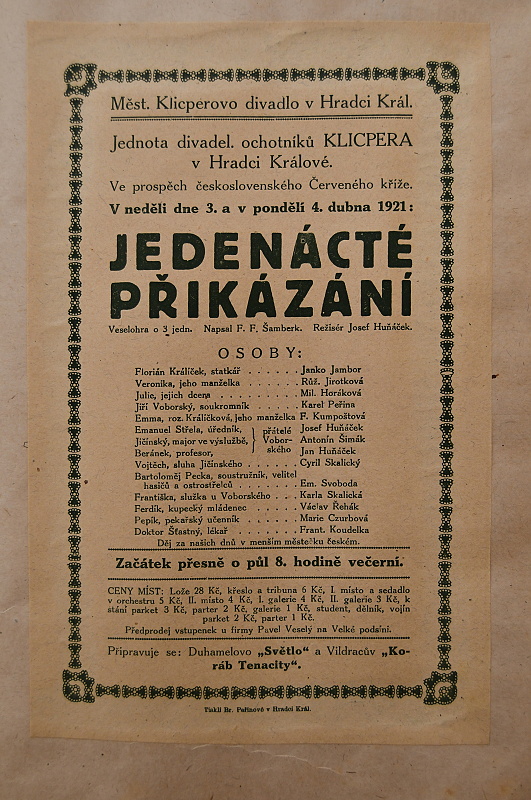 Měst. Klicperovo divadlo v Hradci Král.
Jednota divadel. ochotníků KLICPERA
v Hradci Králové.
Ve prospěch československého Červeného kříže.
V neděli dne 3. a v pondělí 4. dubna 1921:
JEDENÁCTÉ
PŘIKÁZÁNÍ
Veselohra o 3 jedn. Napsal F. F. Šamberk. Režisér Josef Huňáček.
OSOBY:
Florián Králíček, statkář . . . . . . Janko Jambor
Veronika, jeho manželka . . . . . . Růž. Jirotková
Julie, jejich dcera . . . . . . . . . Mil. Horáková
Jiří Voborský, soukromník . . . . . Karel Peřina
Emma, roz. Králíčková, jeho manželka F. Kumpoštová
Emanuel Střela, úředník, přátelé Josef Huňáček
Jičínský, major ve výslužbě, Vobor- Antonín Šimák
Beránek, profesor, ského Jan Huňáček
Vojtěch, sluha Jičínského . . . . . . Cyril Skalický
Bartoloměj Pecka, soustružník, velitel
hasičů a ostrostřelců . . . . . . Em. Svoboda
Františka, služka u Voborského . . . Karla Skalická
Ferdík, kupecký mládenec . . . . . Václav Řehák
Pepík, pekařský učenník . . . . . . Marie Czurbová
Doktor Šťastný, lékař . . . . . . . Frant. Koudelka
Děj za našich dnů v menším městečku českém.
Začátek přesně o půl 8. hodině večerní.
CENY MÍST: Lože 28 Kč, křeslo a tribuna 6 Kč, I. místo a sedadlo
v orchestru 5 Kč, II. místo 4 Kč, I. galerie 4 Kč, II. galerie 3 Kč, k
stání parket 3 Kč, parter 2 Kč, galerie 1 Kč, student, dělník, vojín
parket 2 Kč, parter 1 Kč.
Předprodej vstupenek u firmy Pavel Veselý na Velké podsíni.
Připravuje se: Duhamelovo „Světlo“ a Vildracův „Ko-
ráb Tenacity“.
Tiskli Br. Peřinové v Hradci Král.